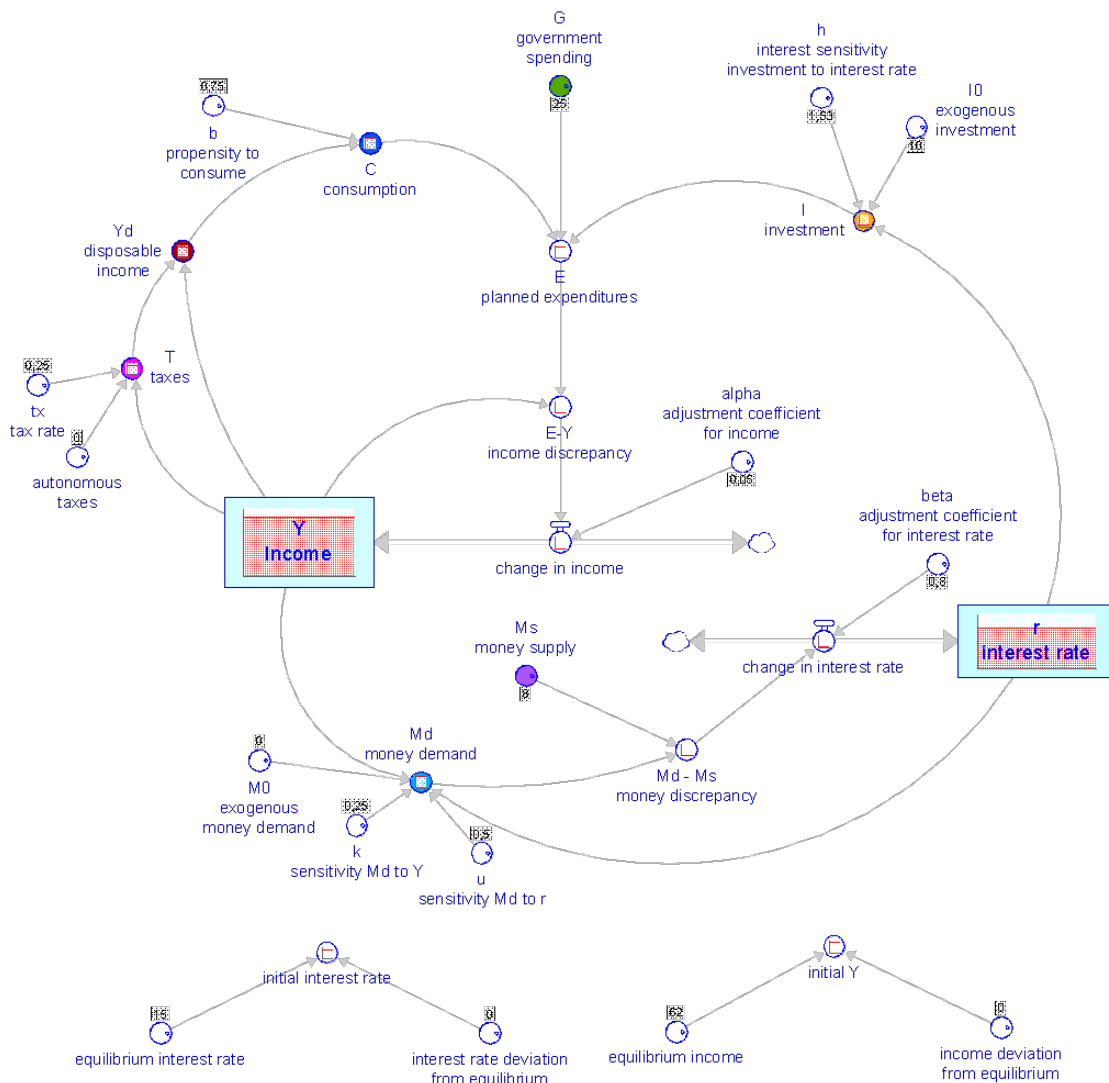 G
government
spending
25
h
interest sensitivity
investment to interest rate
1,53
I0
exogenous
investment
10
0,75
b
propensity to
consume
C
consumption
I
investment
Yd
disposable
income
E
planned expenditures
T
taxes
0,25
tx
tax rate
0
autonomous
taxes
alpha
adjustment coefficient
for income
0,05
E-Y
income discrepancy
beta
adjustment coefficient
for interest rate
0,8
Y
Income
change in income
Ms
money supply
8
change in interest rate
r
interest rate
Md
money demand
0
M0
exogenous
money demand
Md - Ms
money discrepancy
0,25
k
sensitivity Md to Y
0,5
u
sensitivity Md to r
initial interest rate
initial Y
15
equilibrium interest rate
0
interest rate deviation
from equilibrium
62
equilibrium income
0
income deviation
from equilibrium